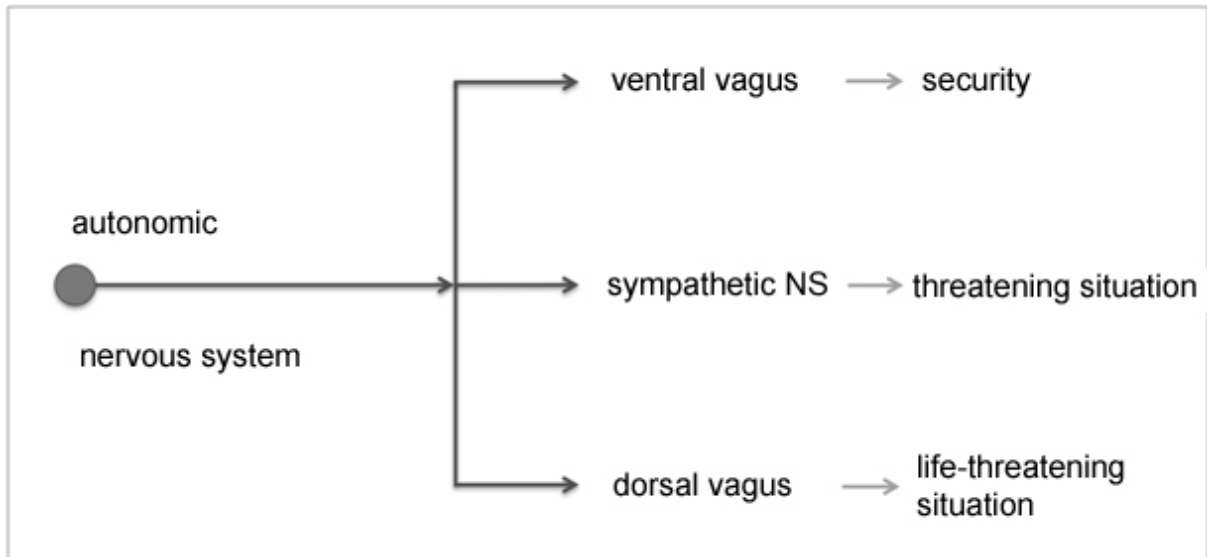 ventral vagus
security
autonomic
sympathetic NS
threatening situation
nervous system
dorsal vagus
life-threatening
situation